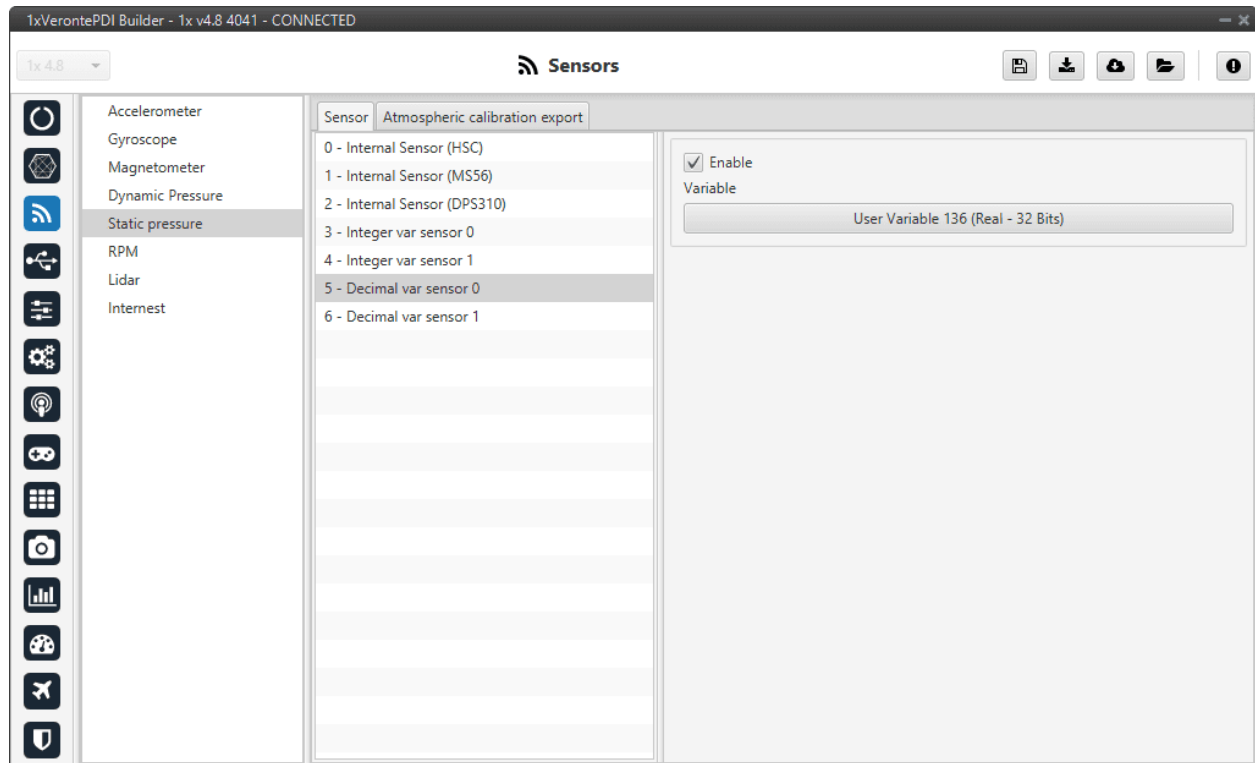 1xVerontePDI Builder - 1x v4.8 4041 - CONNECTED
1x 4.8
Sensors
Accelerometer
Gyroscope
Magnetometer
Dynamic Pressure
Static pressure
RPM
Lidar
Internest
Sensor
Atmospheric calibration export
0 - Internal Sensor (HSC)
1 - Internal Sensor (MS56)
2 - Internal Sensor (DPS310)
3 - Integer var sensor 0
4 - Integer var sensor 1
5 - Decimal var sensor 0
6 - Decimal var sensor 1
Enable
Variable
User Variable 136 (Real - 32 Bits)